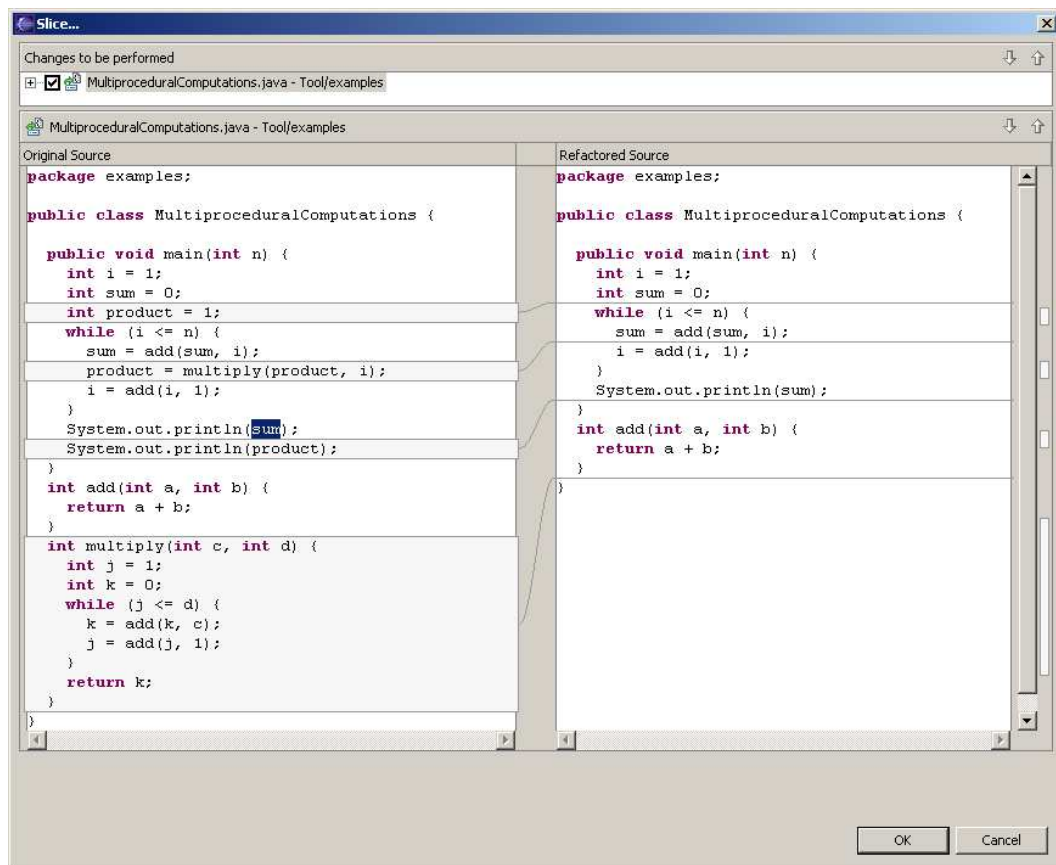 Slice...
Changes to be performed
MultiproceduralComputations.java - Tool/examples
MultiproceduralComputations.java - Tool/examples
Original Source
package examples;
public class MultiproceduralComputations {
public void main(int n) {
int i = 1;
int sum = 0;
int product = 1;
while (i <= n) {
sum = add(sum, i);
product = multiply(product, i);
i = add(i, 1);
}
System.out.println(sum);
System.out.println(product);
}
int add(int a, int b) {
return a + b;
}
int multiply(int c, int d) {
int j = 1;
int k = 0;
while (j <= d) {
k = add(k, c);
j = add(j, 1);
}
return k;
}
}
Refactored Source
package examples;
public class MultiproceduralComputations {
public void main(int n) {
int i = 1;
int sum = 0;
while (i <= n) {
sum = add(sum, i);
i = add(i, 1);
}
System.out.println(sum);
}
int add(int a, int b) {
return a + b;
}
}
OK
Cancel